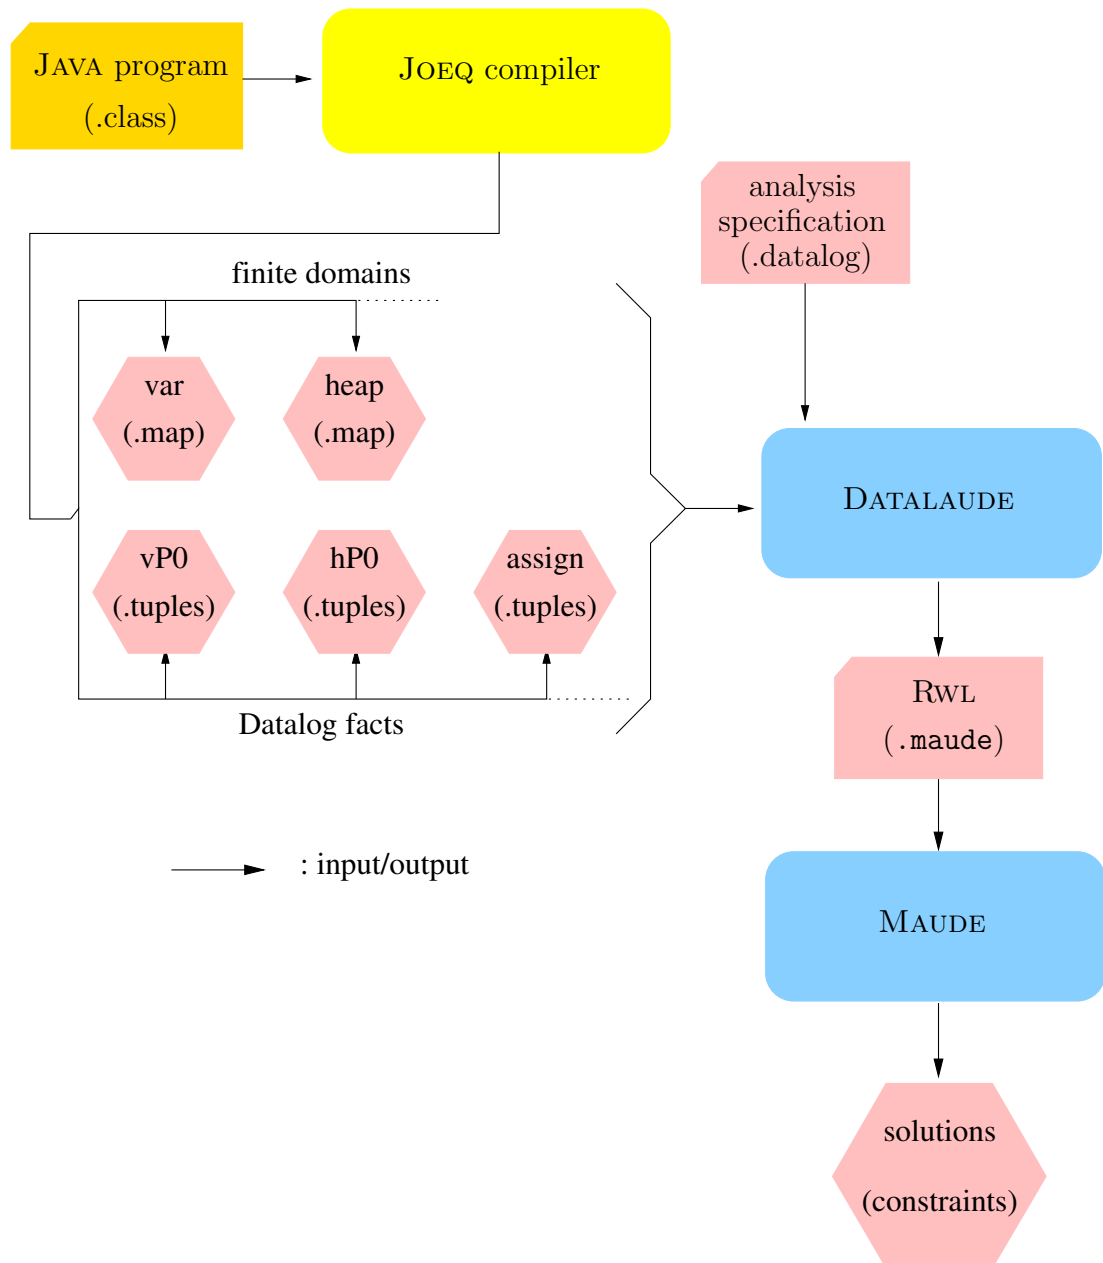 JAVA program
(.class)
JOEQ compiler
analysis
specification
(.datalog)
finite domains
var
(.map)
heap
(.map)
DATALAUDE
vP0
(.tuples)
hP0
(.tuples)
assign
(.tuples)
Datalog facts
RWL
(.maude)
: input/output
MAUDE
solutions
(constraints)